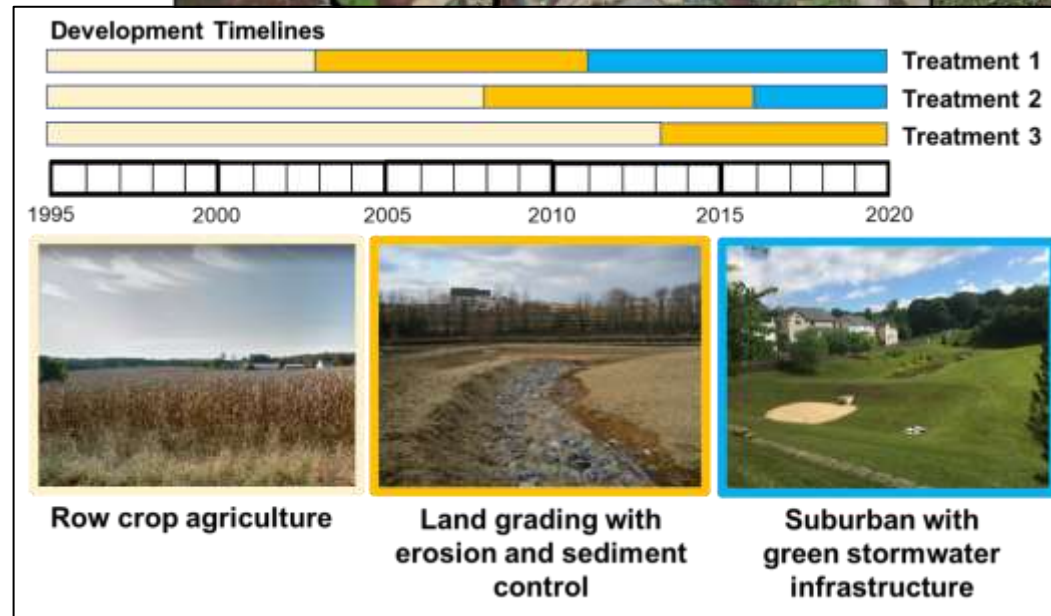 Development Timelines
Treatment 1
Treatment 2
Treatment 3
1995 2000 2005 2010 2015 2020
Row crop agriculture
Land grading with
erosion and sediment
control
Suburban with
green stormwater
infrastructure